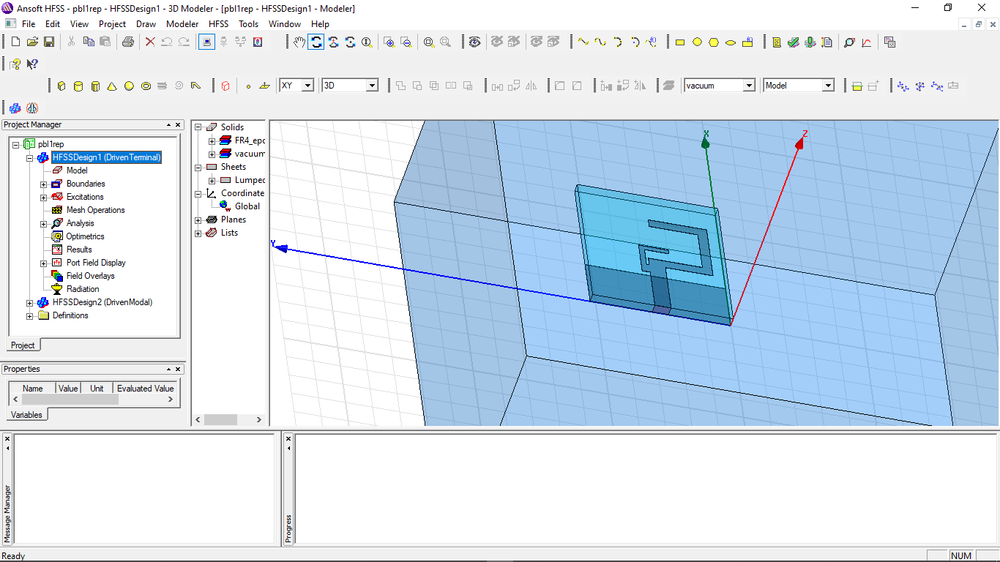 Ansoft HFSS - pbl1rep - HFSSDesign1 - 3D Modeler - [pbl1rep - HFSSDesign1 - Modeler]
File Edit View Project Draw Modeler HFSS Tools Window Help
XY 3D vacuum Model
Project Manager
pbl1rep
HFSSDesign1 (DrivenTerminal)
Model
Boundaries
Excitations
Mesh Operations
Analysis
Optimetrics
Results
Port Field Display
Field Overlays
Radiation
HFSSDesign2 (DrivenModal)
Definitions
Project
Properties
Name Value Unit Evaluated Value
Variables
Solids
FR4_epo
vacuum
Sheets
Lumped
Coordinate
Global
Planes
Lists
X
Z
Y
Message Manager
Progress
Ready
NUM